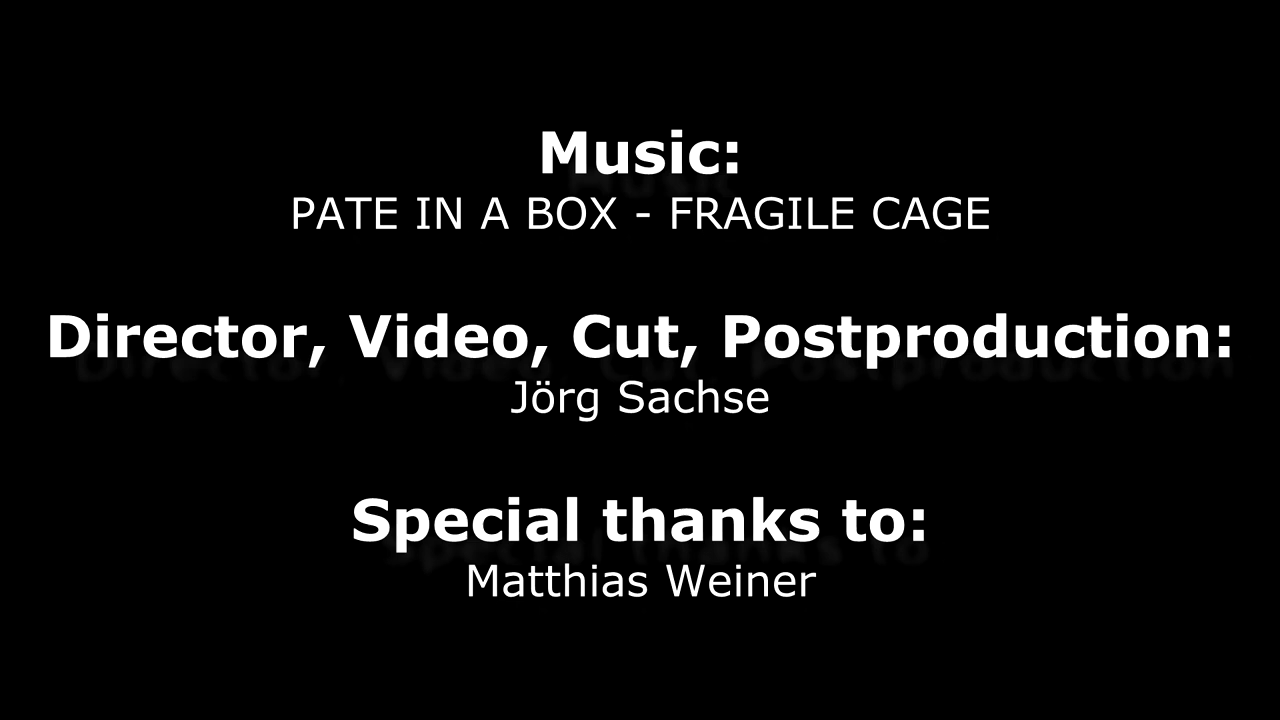 Music:
PATE IN A BOX - FRAGILE CAGE
Director, Video, Cut, Postproduction:
Jörg Sachse
Special thanks to:
Matthias Weiner